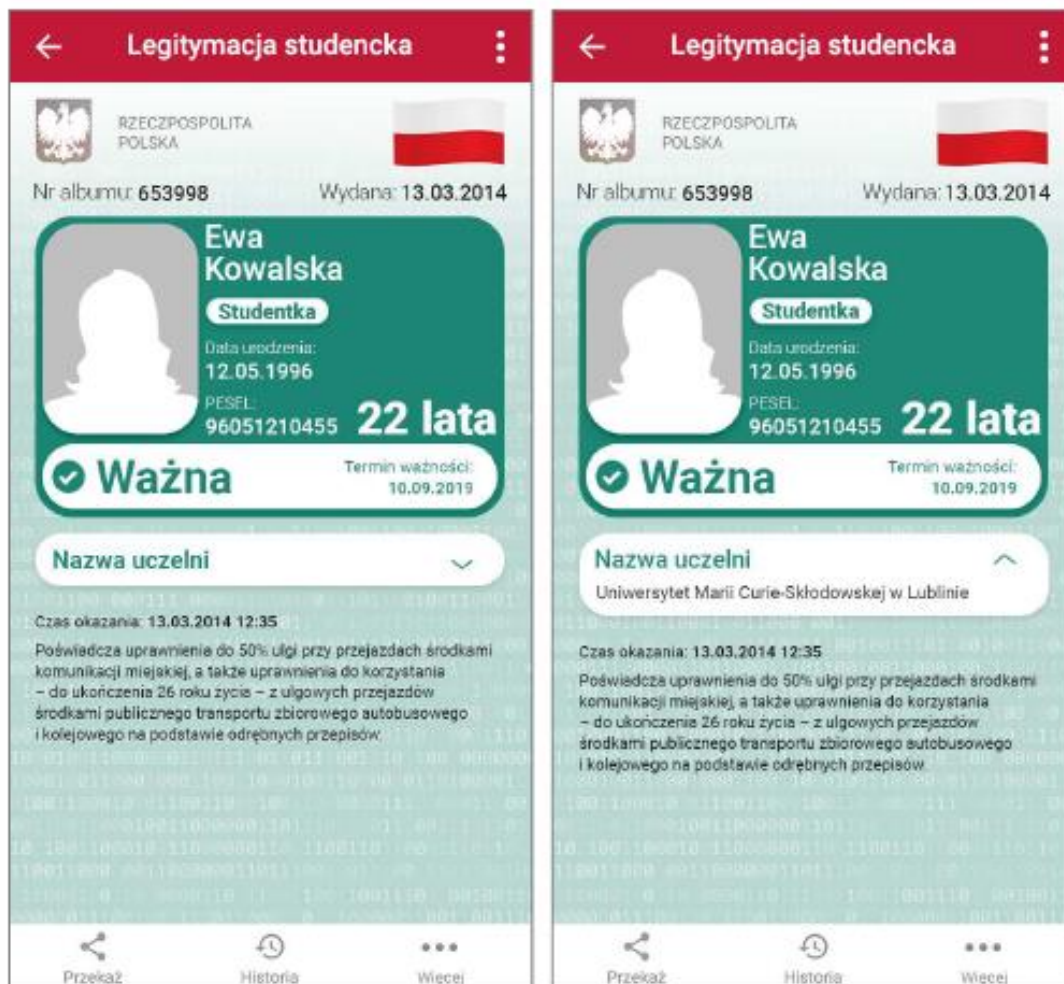 Legitymacja studencka
RZECZPOSPOLITA
POLSKA
Nr albumu: 653998 Wydana: 13.03.2014
Ewa
Kowalska
Studentka
Data urodzenia:
12.05.1996
PESEL:
96051210455 22 lata
Ważna Termin ważności:
10.09.2019
Nazwa uczelni
Czas okazania: 13.03.2014 12:35
Poświadcza uprawnienia do 50% ulgi przy przejazdach środkami
komunikacji miejskiej, a także uprawnienia do korzystania
– do ukończenia 26 roku życia – z ulgowych przejazdów
środkami publicznego transportu zbiorowego autobusowego
i kolejowego na podstawie odrębnych przepisów.
Przekaż Historia Więcej
Legitymacja studencka
RZECZPOSPOLITA
POLSKA
Nr albumu: 653998 Wydana: 13.03.2014
Ewa
Kowalska
Studentka
Data urodzenia:
12.05.1996
PESEL:
96051210455 22 lata
Ważna Termin ważności:
10.09.2019
Nazwa uczelni
Uniwersytet Marii Curie-Skłodowskej w Lublinie
Czas okazania: 13.03.2014 12:35
Poświadcza uprawnienia do 50% ulgi przy przejazdach środkami
komunikacji miejskiej, a także uprawnienia do korzystania
– do ukończenia 26 roku życia – z ulgowych przejazdów
środkami publicznego transportu zbiorowego autobusowego
i kolejowego na podstawie odrębnych przepisów.
Przekaż Historia Więcej